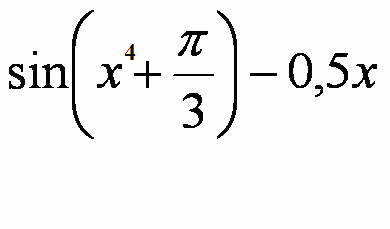 sin(x⁴ + π/3) − 0,5x